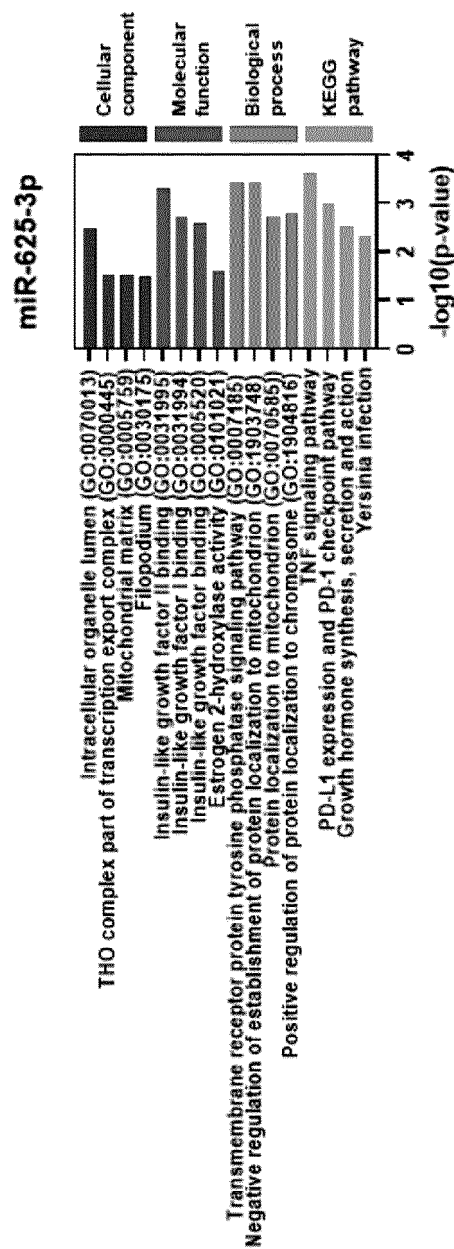 miR-625-3p
Intracellular organelle lumen (GO:0070013)
THO complex part of transcription export complex (GO:0000445)
Mitochondrial matrix (GO:0005759)
Filopodium (GO:0030175)
Insulin-like growth factor II binding (GO:0031995)
Insulin-like growth factor I binding (GO:0031994)
Insulin-like growth factor binding (GO:0005520)
Estrogen 2-hydroxylase activity (GO:0101021)
Transmembrane receptor protein tyrosine phosphatase signaling pathway (GO:0007185)
Negative regulation of establishment of protein localization to mitochondrion (GO:1903748)
Protein localization to mitochondrion (GO:0070585)
Positive regulation of protein localization to chromosome (GO:1904816)
TNF signaling pathway
PD-L1 expression and PD-1 checkpoint pathway
Growth hormone synthesis, secretion and action
Yersinia infection
0 1 2 3 4
-log10(p-value)
Cellular
component
Molecular
function
Biological
process
KEGG
pathway